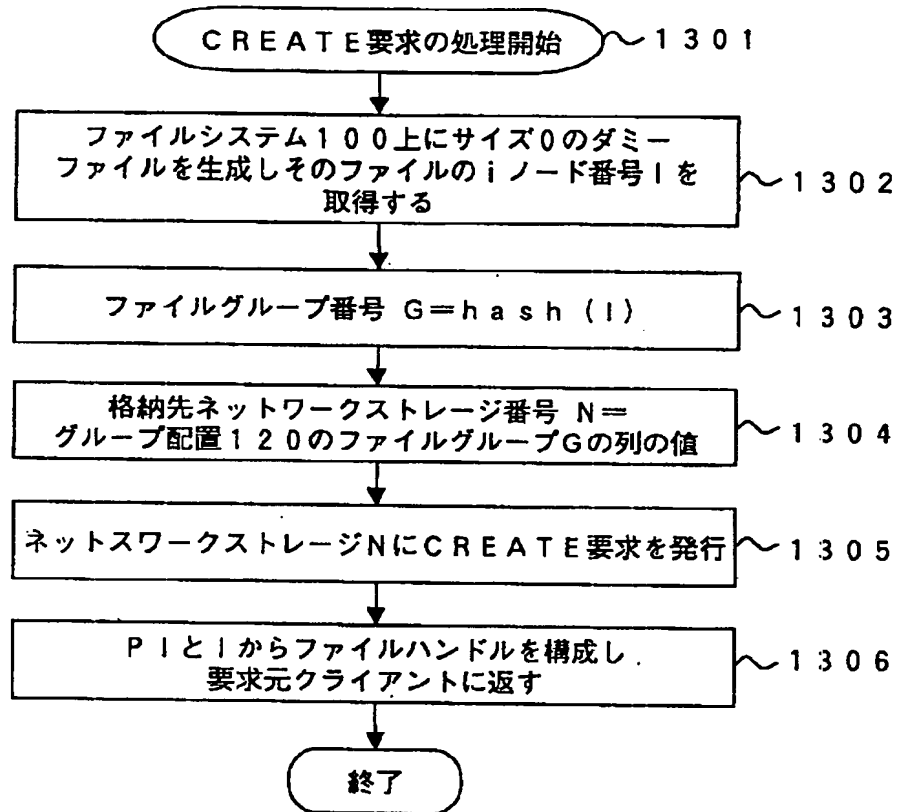 CREATE要求の処理開始 1301
ファイルシステム100上にサイズ0のダミー
ファイルを生成しそのファイルのiノード番号Iを
取得する
1302
ファイルグループ番号 G=hash(I) 1303
格納先ネットワークストレージ番号 N=
グループ配置120のファイルグループGの列の値
1304
ネットスワークストレージNにCREATE要求を発行 1305
PIとIからファイルハンドルを構成し
要求元クライアントに返す
1306
終了